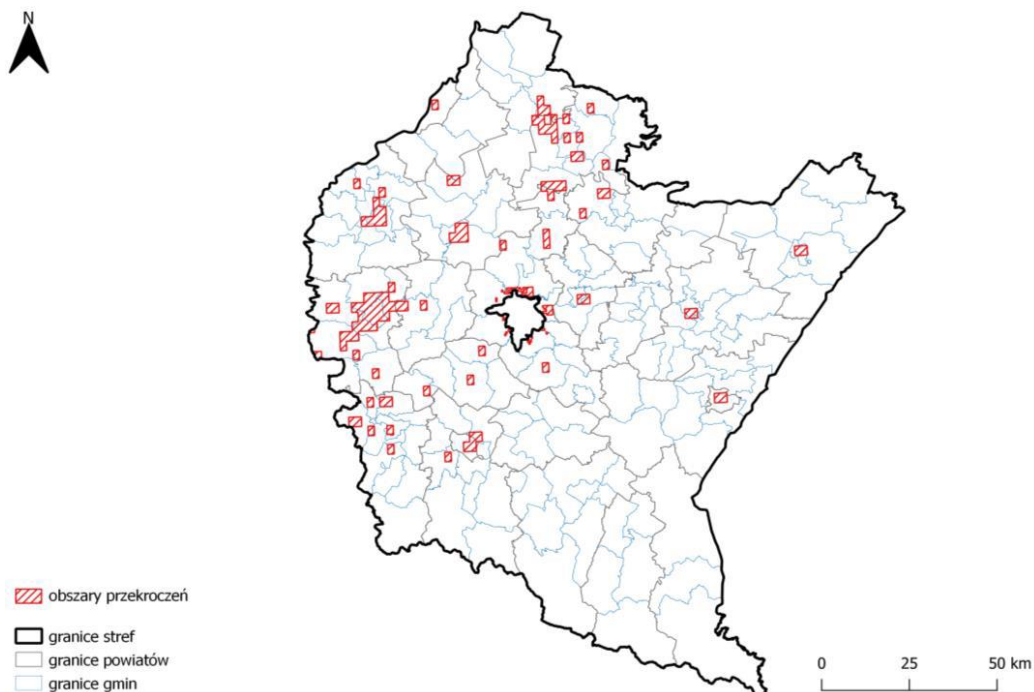 N
obszary przekroczeń
granice stref
granice powiatów
granice gmin
0 25 50 km